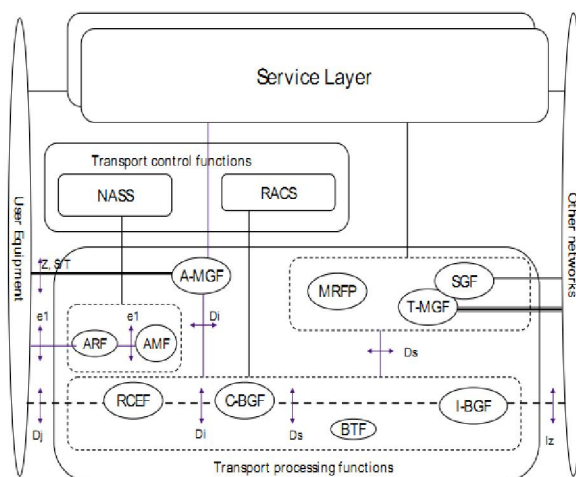 Service Layer
Transport control functions
NASS
RACS
User Equipment
Other networks
Z, S/T
A-MGF
MRFP
SGF
T-MGF
e1
e1
Di
ARF
AMF
Ds
RCEF
C-BGF
I-BGF
Dj
Di
Ds
BTF
Iz
Transport processing functions